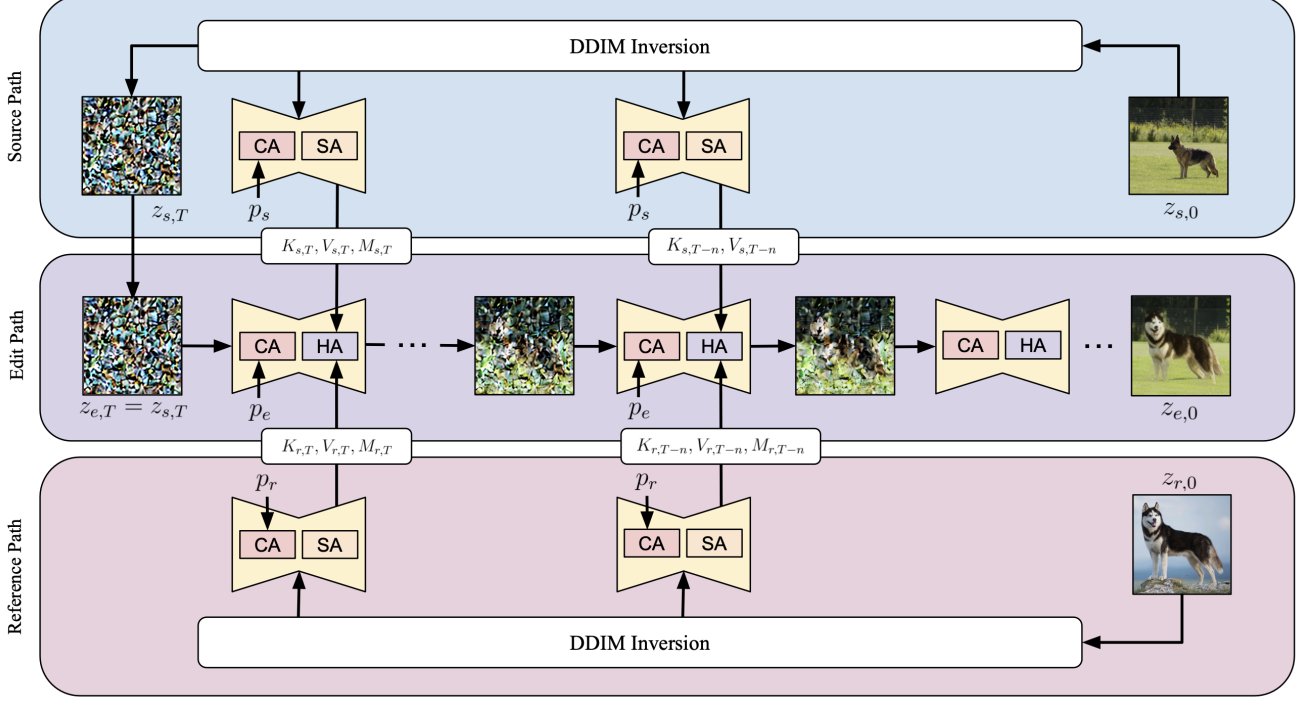 Source Path
DDIM Inversion
CA SA
CA SA
$z_{s,T}$
$p_s$
$p_s$
$z_{s,0}$
$K_{s,T}, V_{s,T}, M_{s,T}$
$K_{s,T-n}, V_{s,T-n}$
Edit Path
CA HA
...
CA HA
CA HA
...
$z_{e,T} = z_{s,T}$
$p_e$
$p_e$
$z_{e,0}$
$K_{r,T}, V_{r,T}, M_{r,T}$
$K_{r,T-n}, V_{r,T-n}, M_{r,T-n}$
Reference Path
$p_r$
$p_r$
$z_{r,0}$
CA SA
CA SA
DDIM Inversion